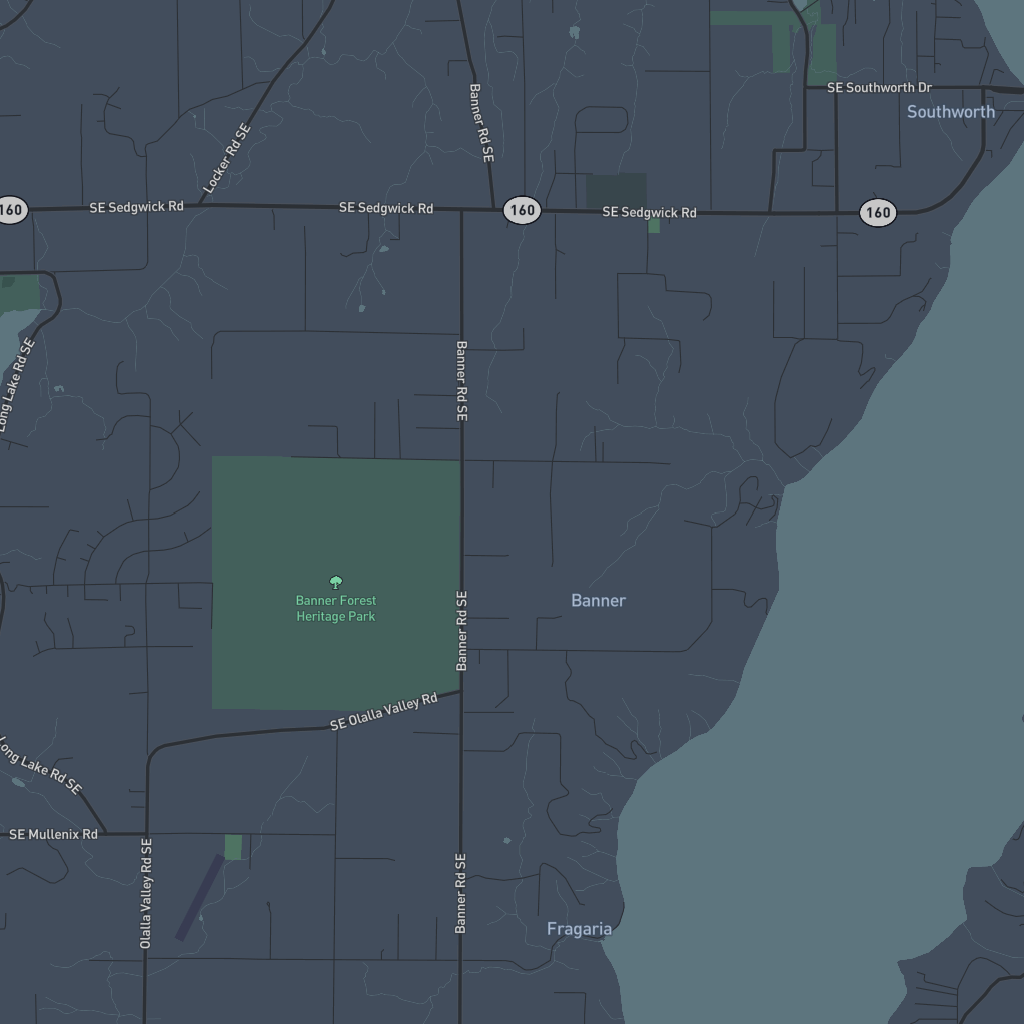 SE Southworth Dr
Southworth
Banner Rd SE
Locker Rd SE
160
SE Sedgwick Rd
SE Sedgwick Rd
160
SE Sedgwick Rd
160
Long Lake Rd SE
Banner Rd SE
Banner Forest
Heritage Park
Banner Rd SE
Banner
SE Olalla Valley Rd
Long Lake Rd SE
SE Mullenix Rd
Olalla Valley Rd SE
Banner Rd SE
Fragaria